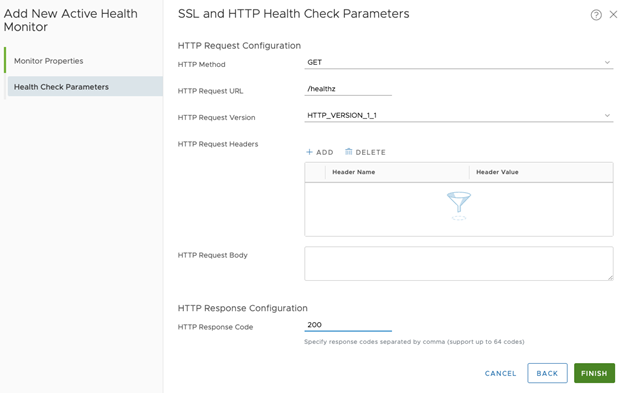 Add New Active Health
Monitor
Monitor Properties
Health Check Parameters
SSL and HTTP Health Check Parameters
HTTP Request Configuration
HTTP Method
GET
HTTP Request URL
/healthz
HTTP Request Version
HTTP_VERSION_1_1
HTTP Request Headers
+ ADD
DELETE
Header Name
Header Value
HTTP Request Body
HTTP Response Configuration
HTTP Response Code
200
Specify response codes separated by comma (support up to 64 codes)
CANCEL
BACK
FINISH